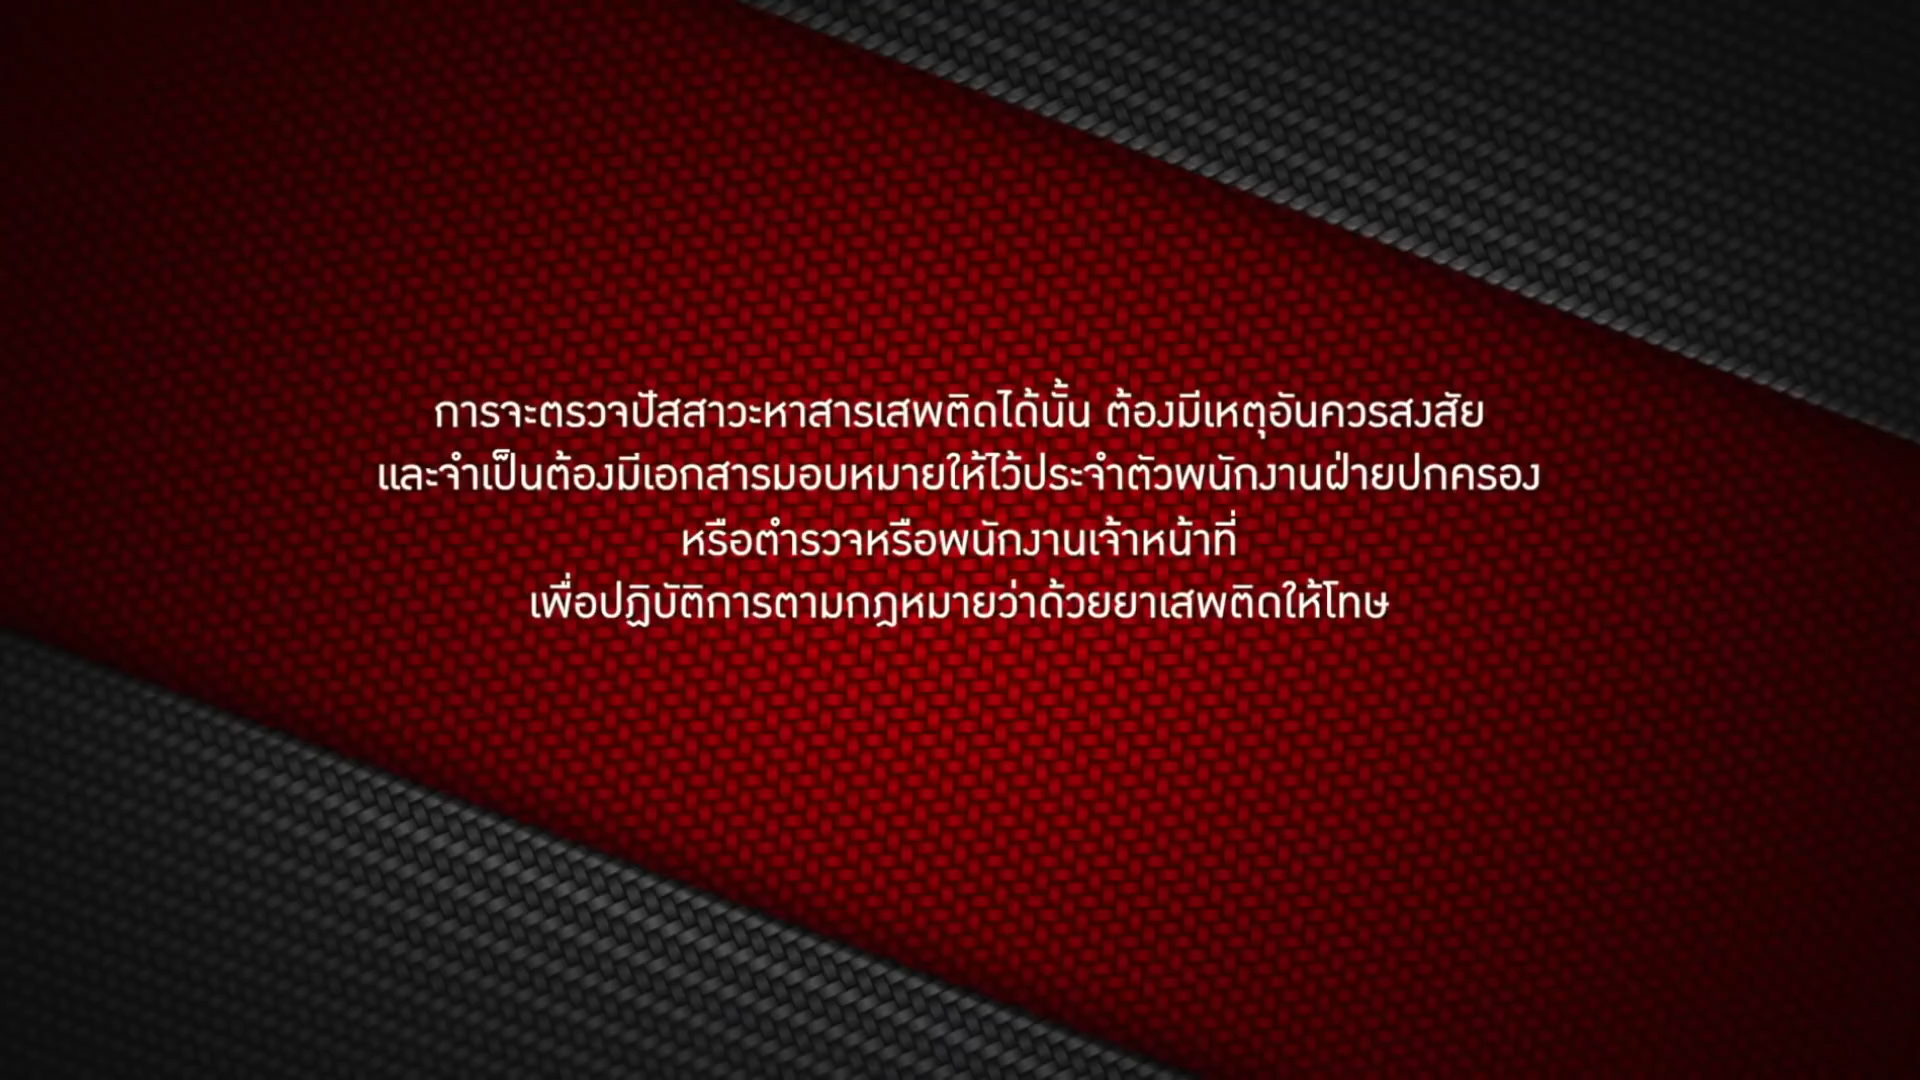 การจะตรวจปัสสาวะหาสารเสพติดได้นั้น ต้องมีเหตุอันควรสงสัย
และจำเป็นต้องมีเอกสารมอบหมายให้ไว้ประจำตัวพนักงานฝ่ายปกครอง
หรือตำรวจหรือพนักงานเจ้าหน้าที่
เพื่อปฏิบัติการตามกฎหมายว่าด้วยยาเสพติดให้โทษ